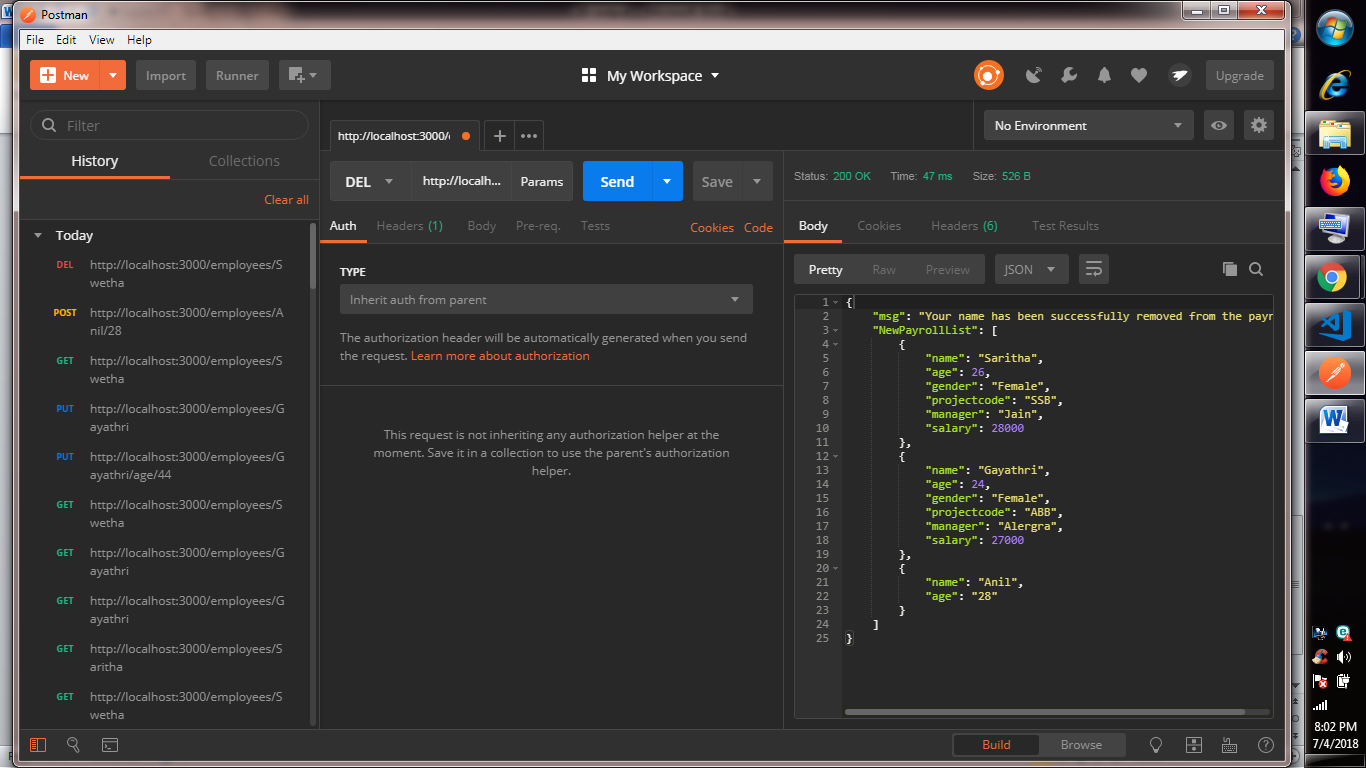 Postman
File Edit View Help
New Import Runner My Workspace Upgrade
Filter
History Collections
Clear all
Today
DEL http://localhost:3000/employees/S
wetha
POST http://localhost:3000/employees/A
nil/28
GET http://localhost:3000/employees/S
wetha
PUT http://localhost:3000/employees/G
ayathri
PUT http://localhost:3000/employees/G
ayathri/age/44
GET http://localhost:3000/employees/S
wetha
GET http://localhost:3000/employees/G
ayathri
GET http://localhost:3000/employees/G
ayathri
GET http://localhost:3000/employees/S
aritha
GET http://localhost:3000/employees/S
wetha
http://localhost:3000/
No Environment
DEL http://localh... Params Send Save
Auth Headers (1) Body Pre-req. Tests Cookies Code
TYPE
Inherit auth from parent
The authorization header will be automatically generated when you send
the request. Learn more about authorization
This request is not inheriting any authorization helper at the
moment. Save it in a collection to use the parent's authorization
helper.
Status: 200 OK Time: 47 ms Size: 526 B
Body Cookies Headers (6) Test Results
Pretty Raw Preview JSON
1 {
2 "msg": "Your name has been successfully removed from the payr
3 "NewPayrollList": [
4 {
5 "name": "Saritha",
6 "age": 26,
7 "gender": "Female",
8 "projectcode": "SSB",
9 "manager": "Jain",
10 "salary": 28000
11 },
12 {
13 "name": "Gayathri",
14 "age": 24,
15 "gender": "Female",
16 "projectcode": "ABB",
17 "manager": "Alergra",
18 "salary": 27000
19 },
20 {
21 "name": "Anil",
22 "age": "28"
23 }
24 ]
25 }
Build Browse
8:02 PM
7/4/2018